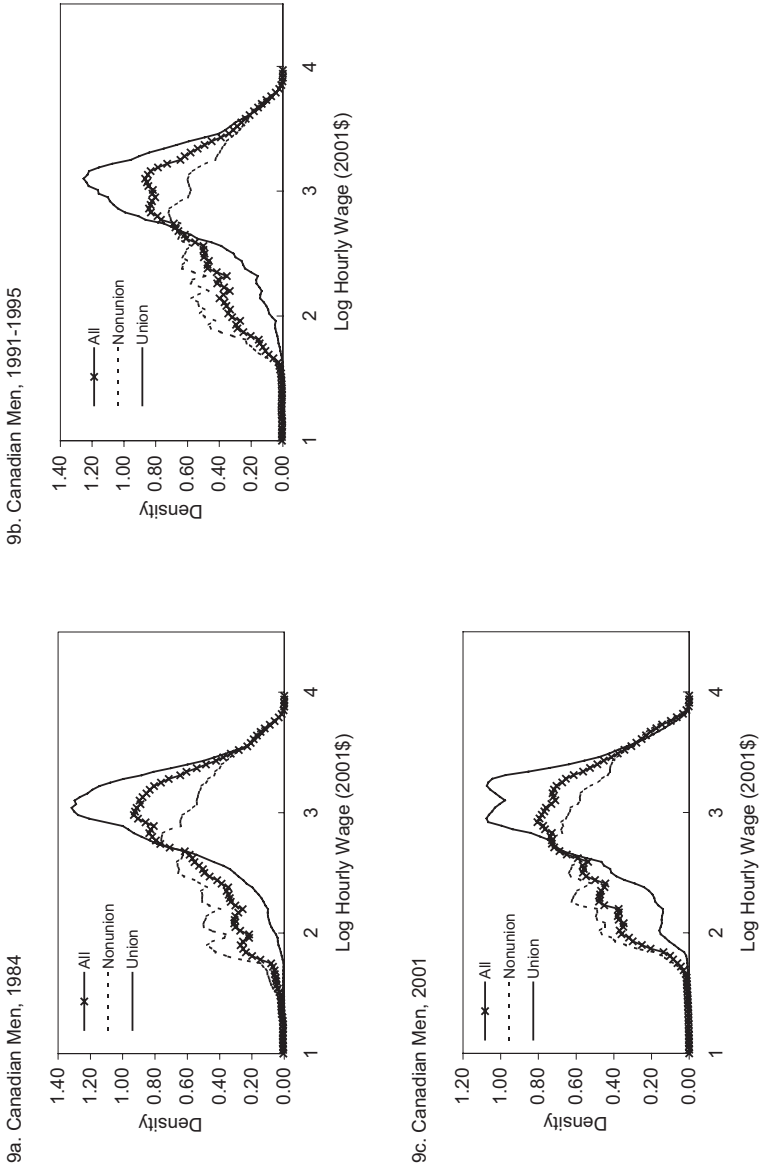 9a. Canadian Men, 1984
Density
1.40
1.20
1.00
0.80
0.60
0.40
0.20
0.00
All
Nonunion
Union
1 2 3 4
Log Hourly Wage (2001$)
9b. Canadian Men, 1991-1995
Density
1.40
1.20
1.00
0.80
0.60
0.40
0.20
0.00
All
Nonunion
Union
1 2 3 4
Log Hourly Wage (2001$)
9c. Canadian Men, 2001
Density
1.20
1.00
0.80
0.60
0.40
0.20
0.00
All
Nonunion
Union
1 2 3 4
Log Hourly Wage (2001$)